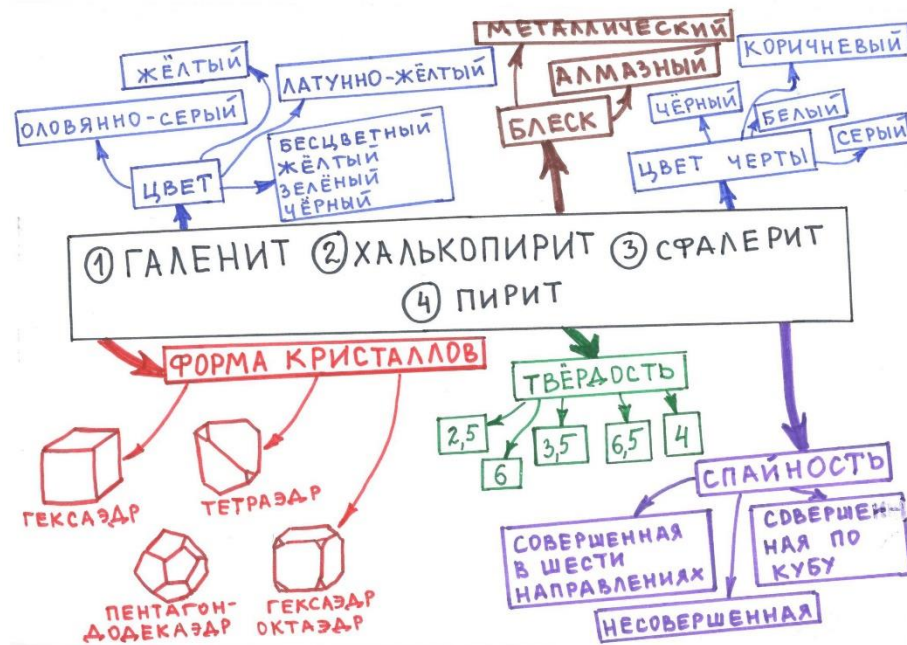 МЕТАЛЛИЧЕСКИЙ
ЖЁЛТЫЙ
ЛАТУННО-ЖЁЛТЫЙ
АЛМАЗНЫЙ
КОРИЧНЕВЫЙ
ОЛОВЯННО-СЕРЫЙ
БЕСЦВЕТНЫЙ
ЖЁЛТЫЙ
ЗЕЛЁНЫЙ
ЧЁРНЫЙ
ЦВЕТ
БЛЕСК
ЧЁРНЫЙ
БЕЛЫЙ
СЕРЫЙ
ЦВЕТ ЧЕРТЫ
1 ГАЛЕНИТ 2 ХАЛЬКОПИРИТ 3 СФАЛЕРИТ
4 ПИРИТ
ФОРМА КРИСТАЛЛОВ
ТВЁРДОСТЬ
2,5
6
3,5
6,5
4
СПАЙНОСТЬ
ГЕКСАЭДР
ТЕТРАЭДР
ПЕНТАГОН-
ДОДЕКАЭДР
ГЕКСАЭДР
ОКТАЭДР
СОВЕРШЕННАЯ
В ШЕСТИ
НАПРАВЛЕНИЯХ
СОВЕРШЕН-
НАЯ ПО
КУБУ
НЕСОВЕРШЕННАЯ